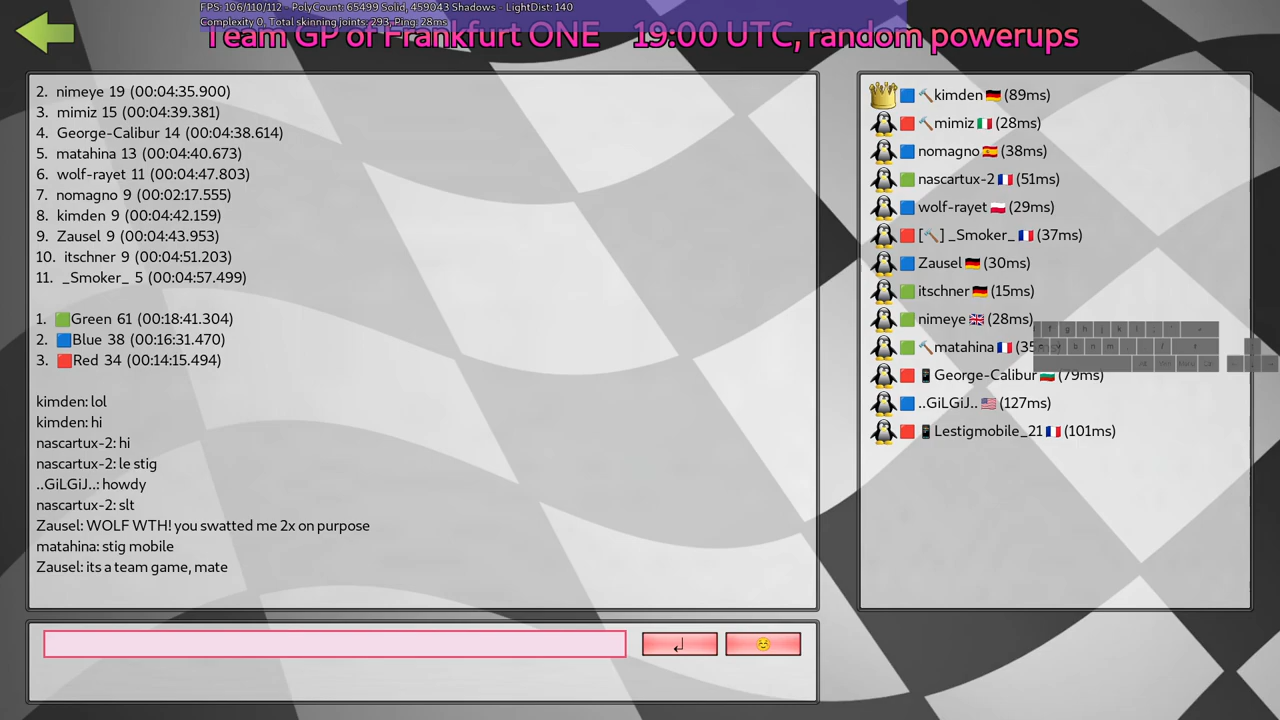 FPS: 106/110/112 - PolyCount: 65499 Solid, 459043 Shadows - LightDist: 140
Complexity 0, Total skinning joints: 293, Ping: 28ms
Team GP of Frankfurt ONE 19:00 UTC, random powerups
2. nimeye 19 (00:04:35.900)
3. mimiz 15 (00:04:39.381)
4. George-Calibur 14 (00:04:38.614)
5. matahina 13 (00:04:40.673)
6. wolf-rayet 11 (00:04:47.803)
7. nomagno 9 (00:02:17.555)
8. kimden 9 (00:04:42.159)
9. Zausel 9 (00:04:43.953)
10. itschner 9 (00:04:51.203)
11. _Smoker_ 5 (00:04:57.499)
1. 🟩Green 61 (00:18:41.304)
2. 🟦Blue 38 (00:16:31.470)
3. 🟥Red 34 (00:14:15.494)
kimden: lol
kimden: hi
nascartux-2: hi
nascartux-2: le stig
..GiLGiJ..: howdy
nascartux-2: slt
Zausel: WOLF WTH! you swatted me 2x on purpose
matahina: stig mobile
Zausel: its a team game, mate
🟦 🔨kimden 🇩🇪 (89ms)
🟥 🔨mimiz 🇮🇹 (28ms)
🟦 nomagno 🇪🇸 (38ms)
🟩 nascartux-2 🇫🇷 (51ms)
🟦 wolf-rayet 🇵🇱 (29ms)
🟥 [🔨] _Smoker_ 🇫🇷 (37ms)
🟦 Zausel 🇩🇪 (30ms)
🟩 itschner 🇩🇪 (15ms)
🟩 nimeye 🇬🇧 (28ms)
🟩 🔨matahina 🇫🇷
🟥 📱George-Calibur 🇧🇬 (79ms)
🟦 ..GiLGiJ.. 🇺🇸 (127ms)
🟥 📱Lestigmobile_21 🇫🇷 (101ms)